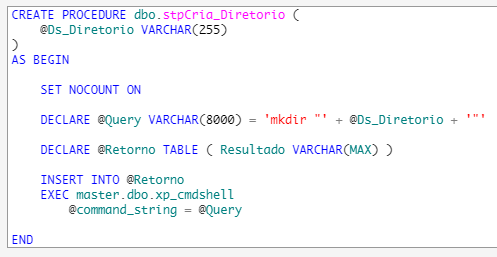 CREATE PROCEDURE dbo.stpCria_Diretorio (
    @Ds_Diretorio VARCHAR(255)
)
AS BEGIN
    SET NOCOUNT ON
    DECLARE @Query VARCHAR(8000) = 'mkdir "' + @Ds_Diretorio + '"'
    DECLARE @Retorno TABLE ( Resultado VARCHAR(MAX) )
    INSERT INTO @Retorno
    EXEC master.dbo.xp_cmdshell
        @command_string = @Query
END